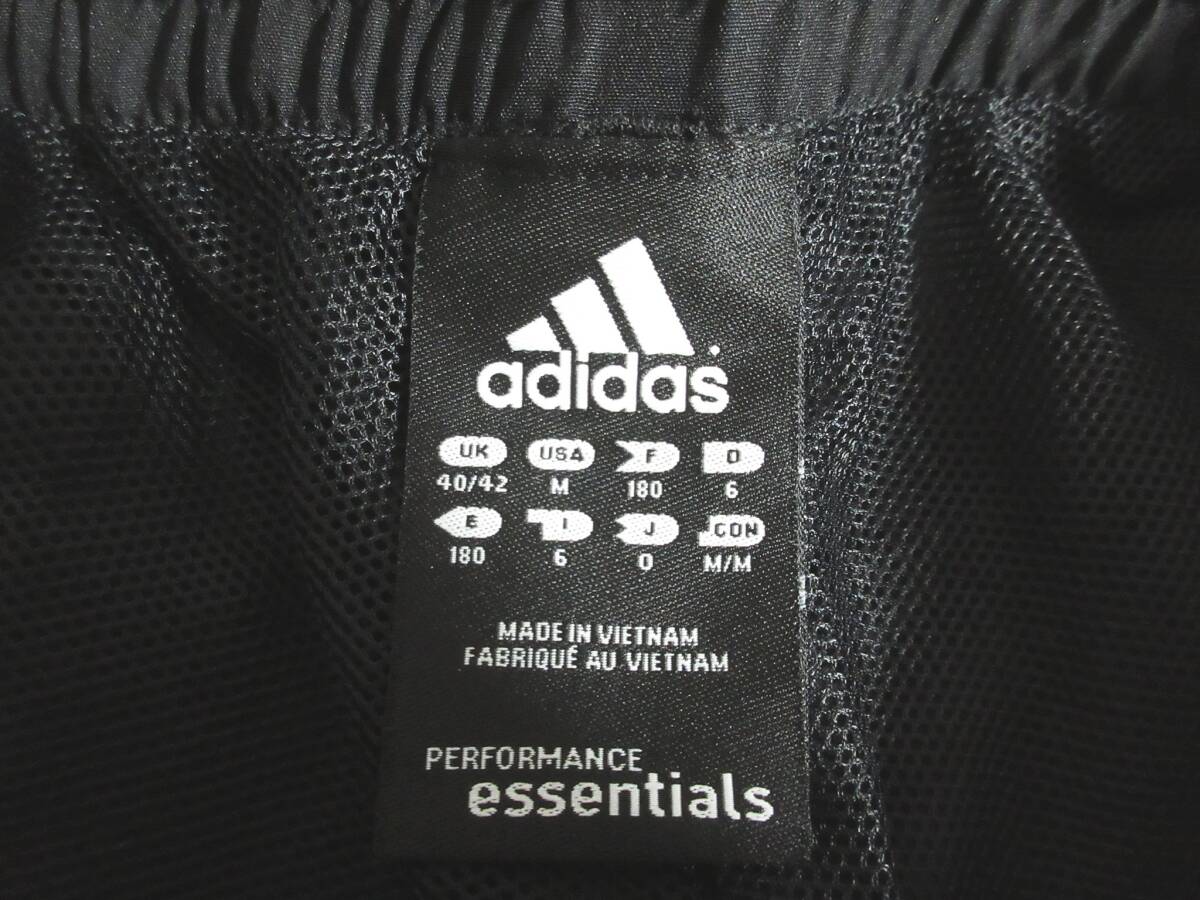 adidas
UK USA F D
40/42 M 180 6
E I J CON
180 6 O M/M
MADE IN VIETNAM
FABRIQUÉ AU VIETNAM
PERFORMANCE
essentials